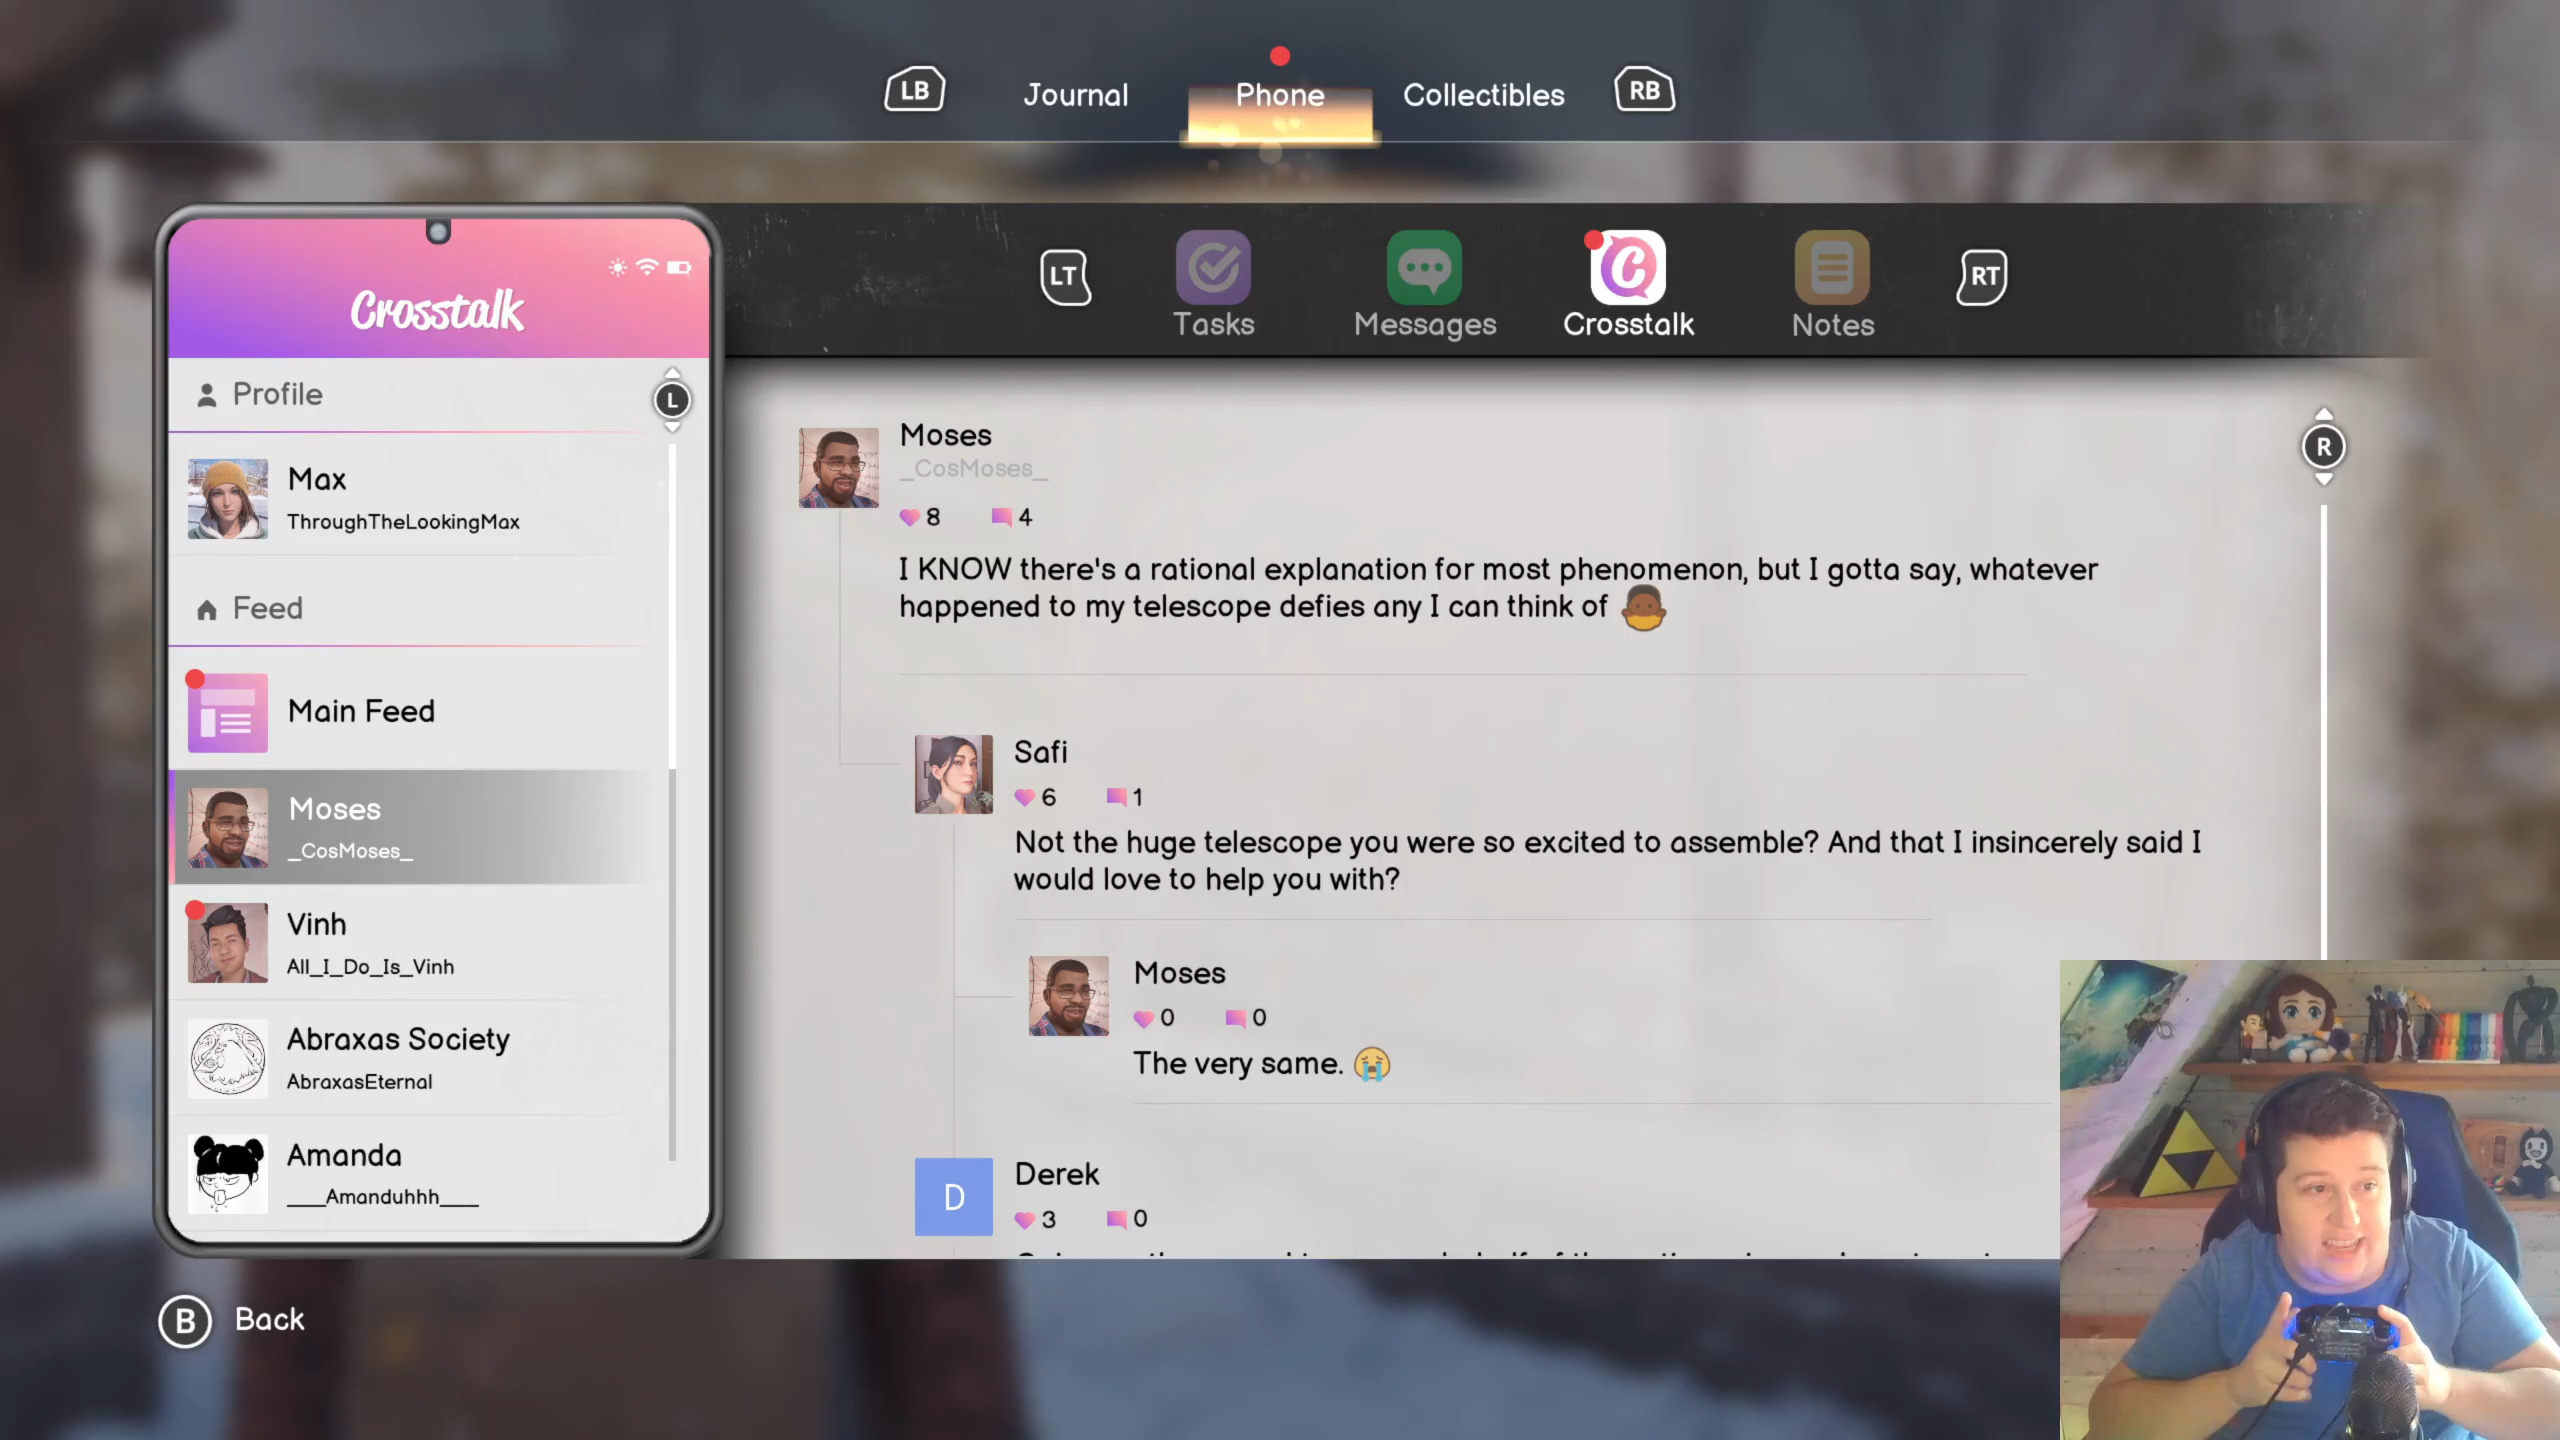 LB Journal Phone Collectibles RB
Crosstalk
LT Tasks Messages Crosstalk Notes RT
Profile L
Max
ThroughTheLookingMax
Feed
Main Feed
Moses
_CosMoses_
Vinh
All_I_Do_Is_Vinh
Abraxas Society
AbraxasEternal
Amanda
___Amanduhhh___
Moses
_CosMoses_
R
8 4
I KNOW there's a rational explanation for most phenomenon, but I gotta say, whatever
happened to my telescope defies any I can think of
Safi
6 1
Not the huge telescope you were so excited to assemble? And that I insincerely said I
would love to help you with?
Moses
0 0
The very same. 😭
D Derek
3 0
B Back